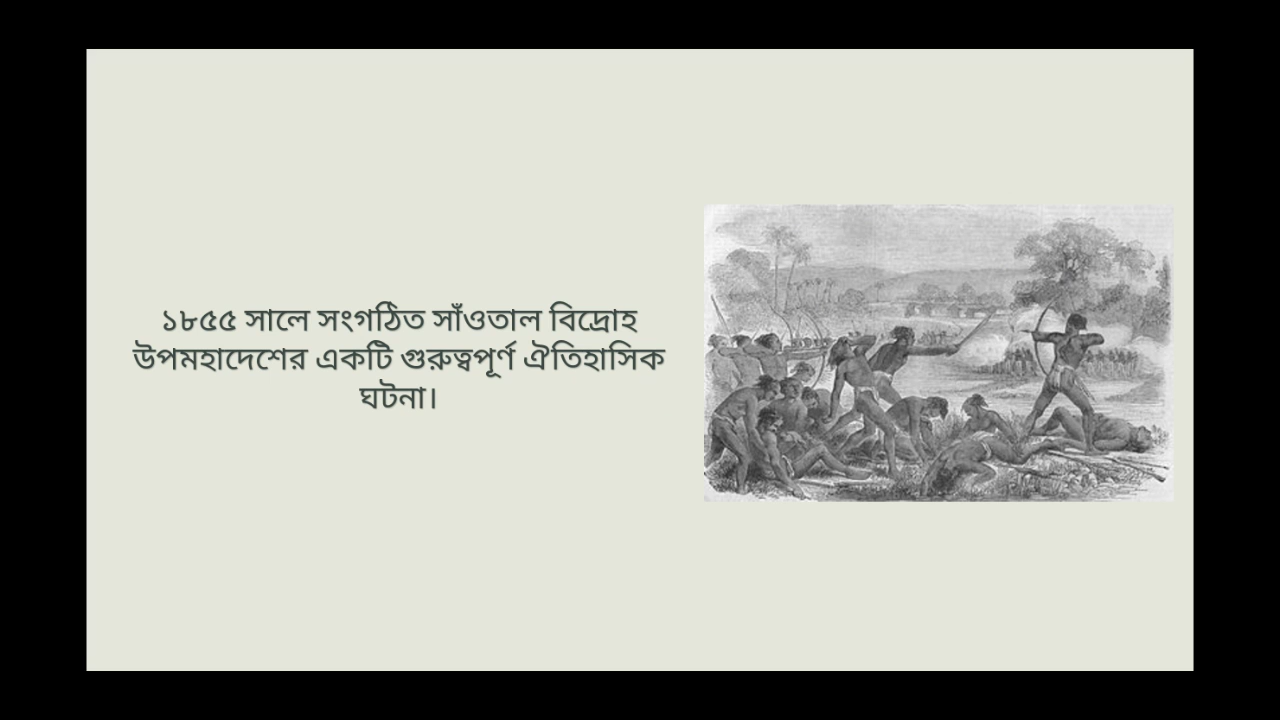 ১৮৫৫ সালে সংগঠিত সাঁওতাল বিদ্রোহ
উপমহাদেশের একটি গুরুত্বপূর্ণ ঐতিহাসিক
ঘটনা।